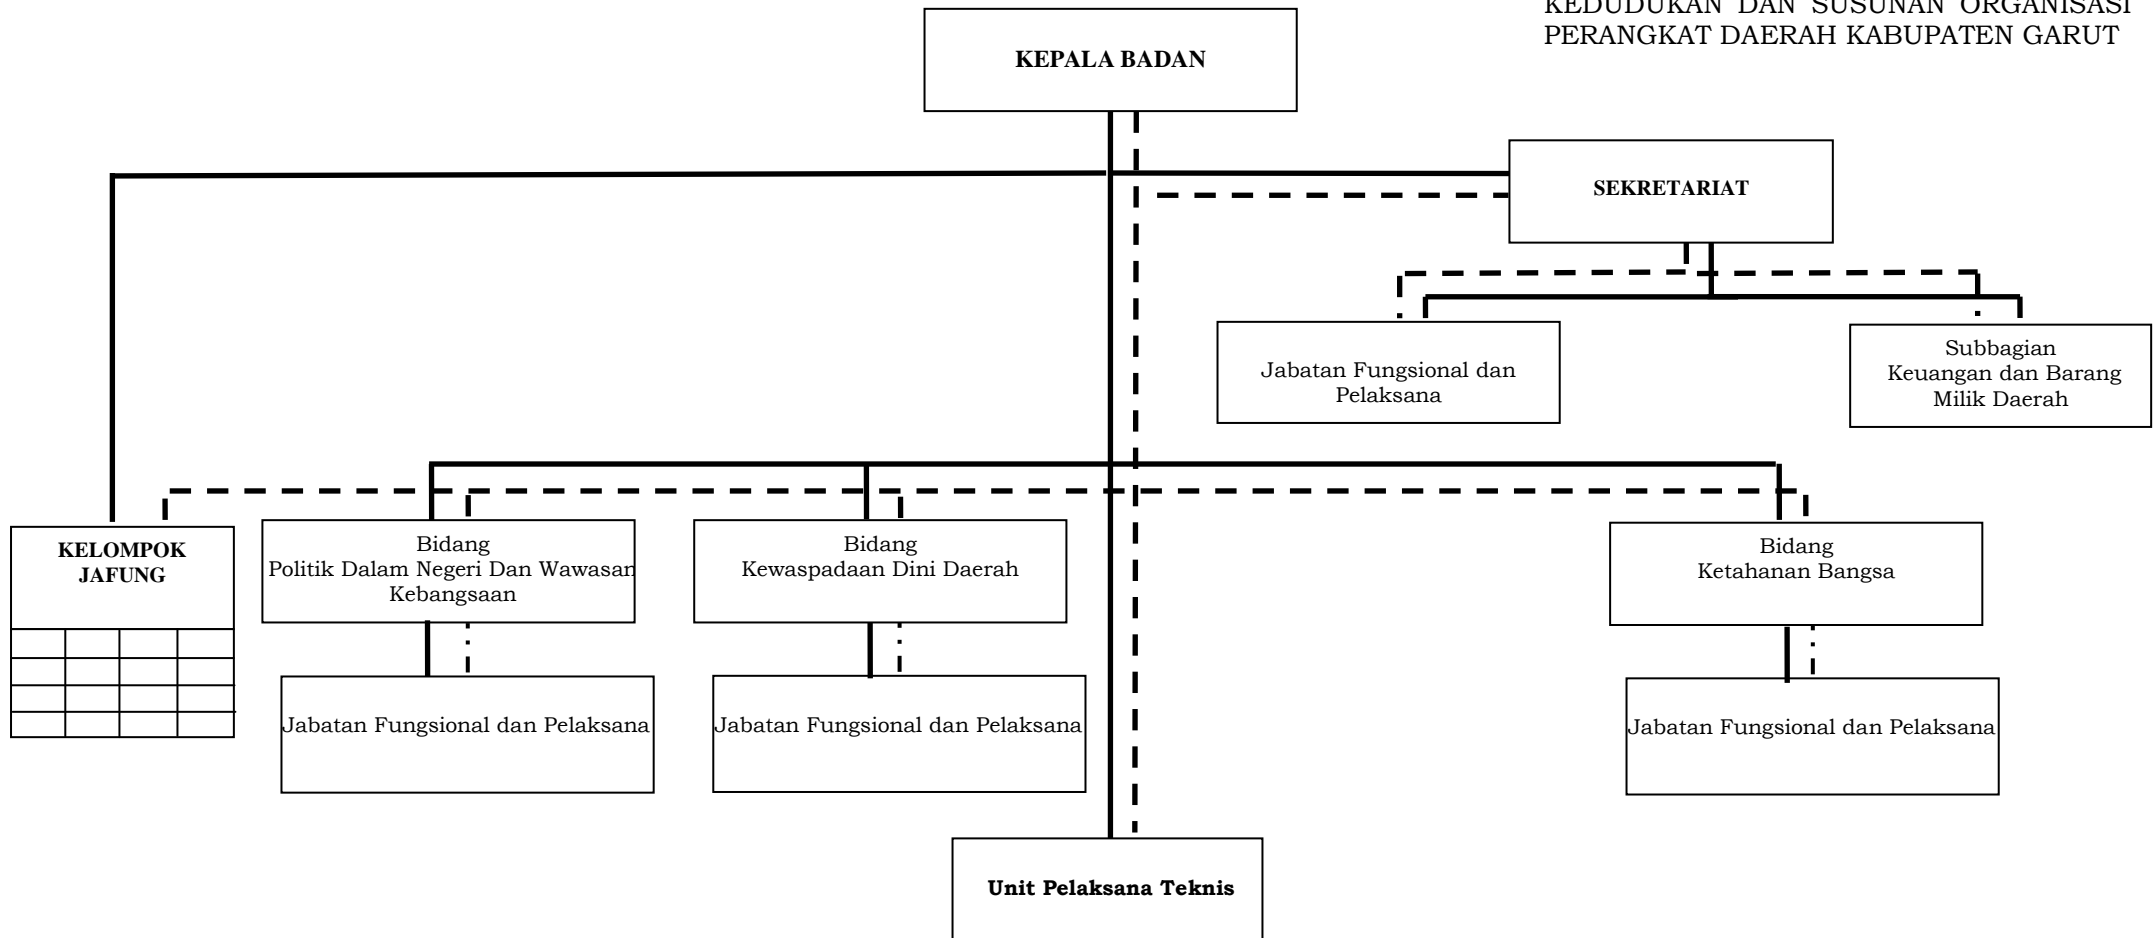 KEDUDUKAN DAN SUSUNAN ORGANISASI
PERANGKAT DAERAH KABUPATEN GARUT
KEPALA BADAN
SEKRETARIAT
Jabatan Fungsional dan
Pelaksana
Subbagian
Keuangan dan Barang
Milik Daerah
KELOMPOK
JAFUNG
Bidang
Politik Dalam Negeri Dan Wawasan
Kebangsaan
Bidang
Kewaspadaan Dini Daerah
Bidang
Ketahanan Bangsa
Jabatan Fungsional dan Pelaksana
Jabatan Fungsional dan Pelaksana
Jabatan Fungsional dan Pelaksana
Unit Pelaksana Teknis